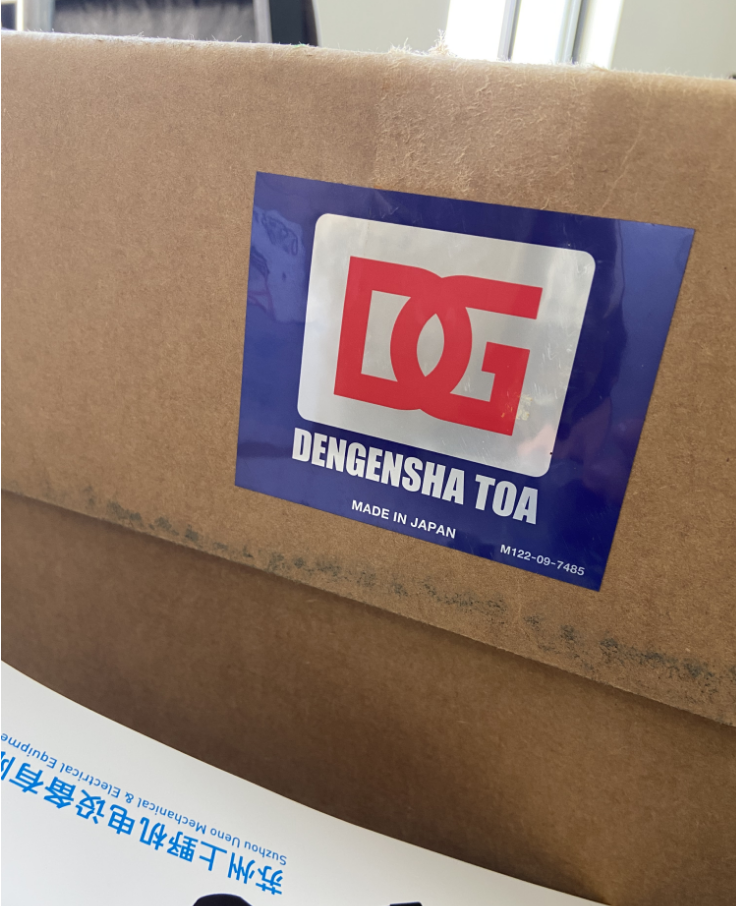 DG
DENGENSHA TOA
MADE IN JAPAN
M122-09-7485
苏州上野机电设备有
Suzhou Ueno Mechanical & Electrical Equipme